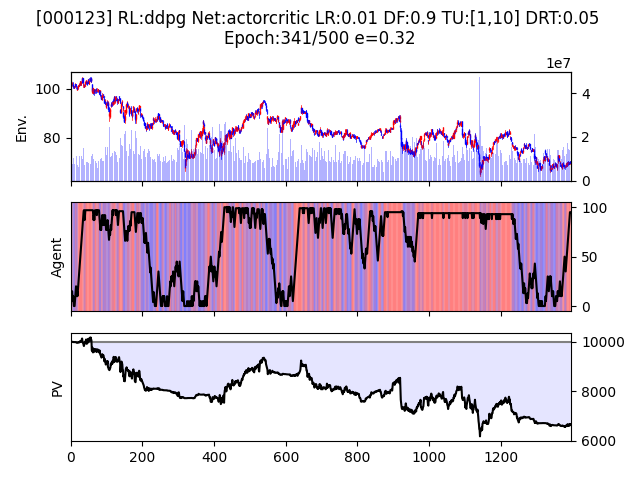 [000123] RL:ddpg Net:actorcritic LR:0.01 DF:0.9 TU:[1,10] DRT:0.05
Epoch:341/500 e=0.32
1e7
100
80
Env.
4
2
0
Agent
100
50
0
PV
10000
8000
6000
0 200 400 600 800 1000 1200